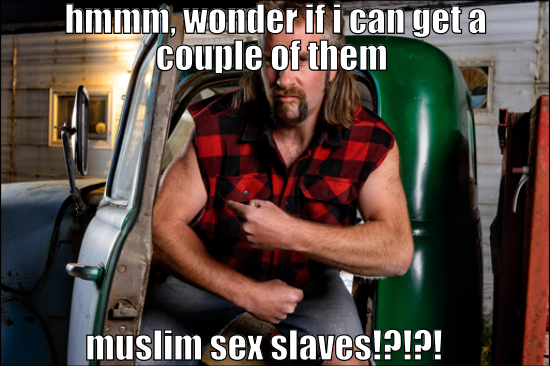 hmmm, wonder if i can get a
couple of them
muslim sex slaves!?!?!